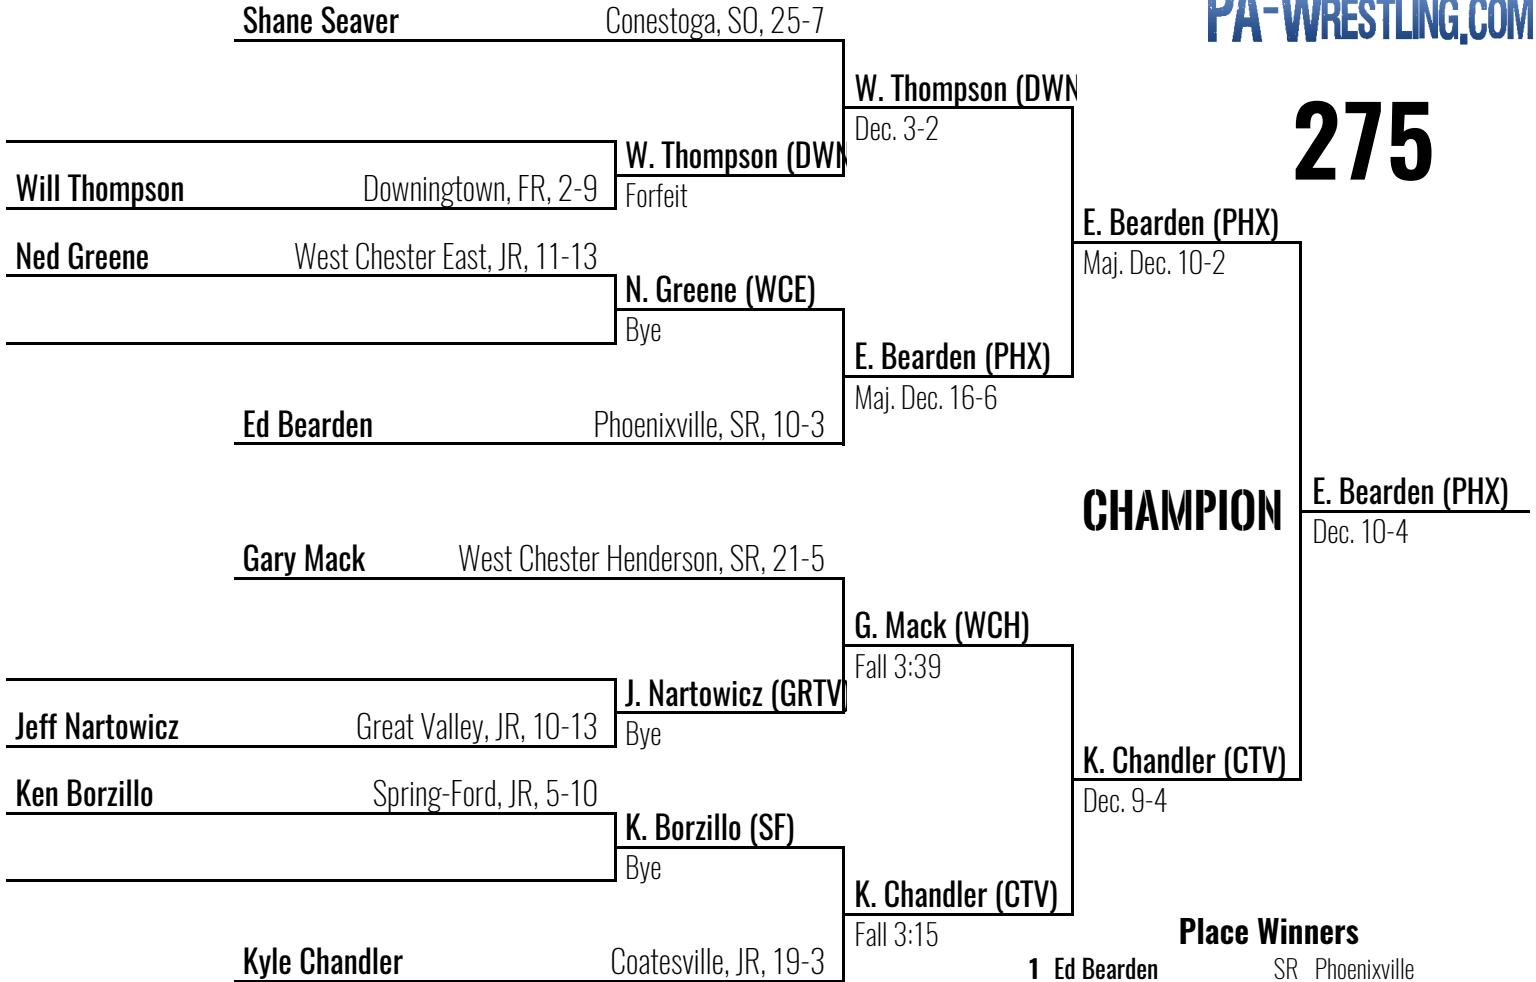 Shane Seaver Conestoga, SO, 25-7
PA-WRESTLING.COM
275
W. Thompson (DWN
Dec. 3-2
W. Thompson (DWN
Forfeit
Will Thompson Downingtown, FR, 2-9
E. Bearden (PHX)
Maj. Dec. 10-2
Ned Greene West Chester East, JR, 11-13
N. Greene (WCE)
Bye
E. Bearden (PHX)
Maj. Dec. 16-6
Ed Bearden Phoenixville, SR, 10-3
CHAMPION
E. Bearden (PHX)
Dec. 10-4
Gary Mack West Chester Henderson, SR, 21-5
G. Mack (WCH)
Fall 3:39
J. Nartowicz (GRTV)
Bye
Jeff Nartowicz Great Valley, JR, 10-13
K. Chandler (CTV)
Dec. 9-4
Ken Borzillo Spring-Ford, JR, 5-10
K. Borzillo (SF)
Bye
K. Chandler (CTV)
Fall 3:15
Kyle Chandler Coatesville, JR, 19-3
Place Winners
1 Ed Bearden SR Phoenixville